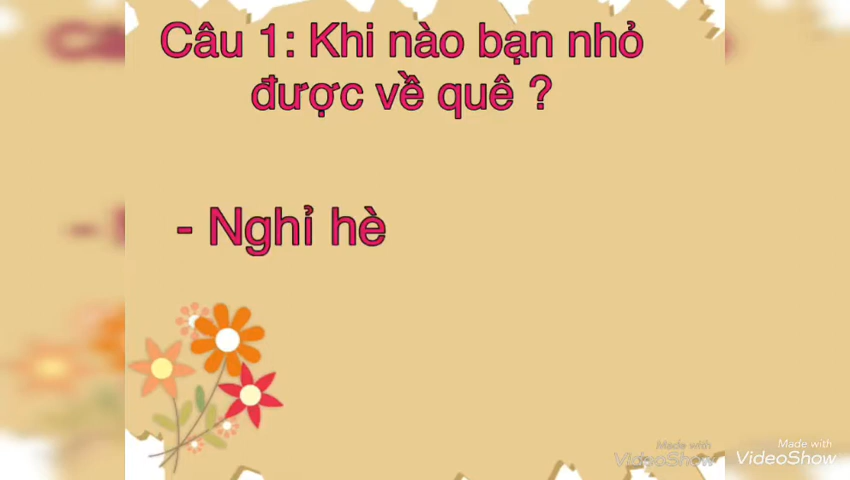 Câu 1: Khi nào bạn nhỏ
được về quê ?
- Nghỉ hè
Made with
VideoShow
Made with
VideoShow